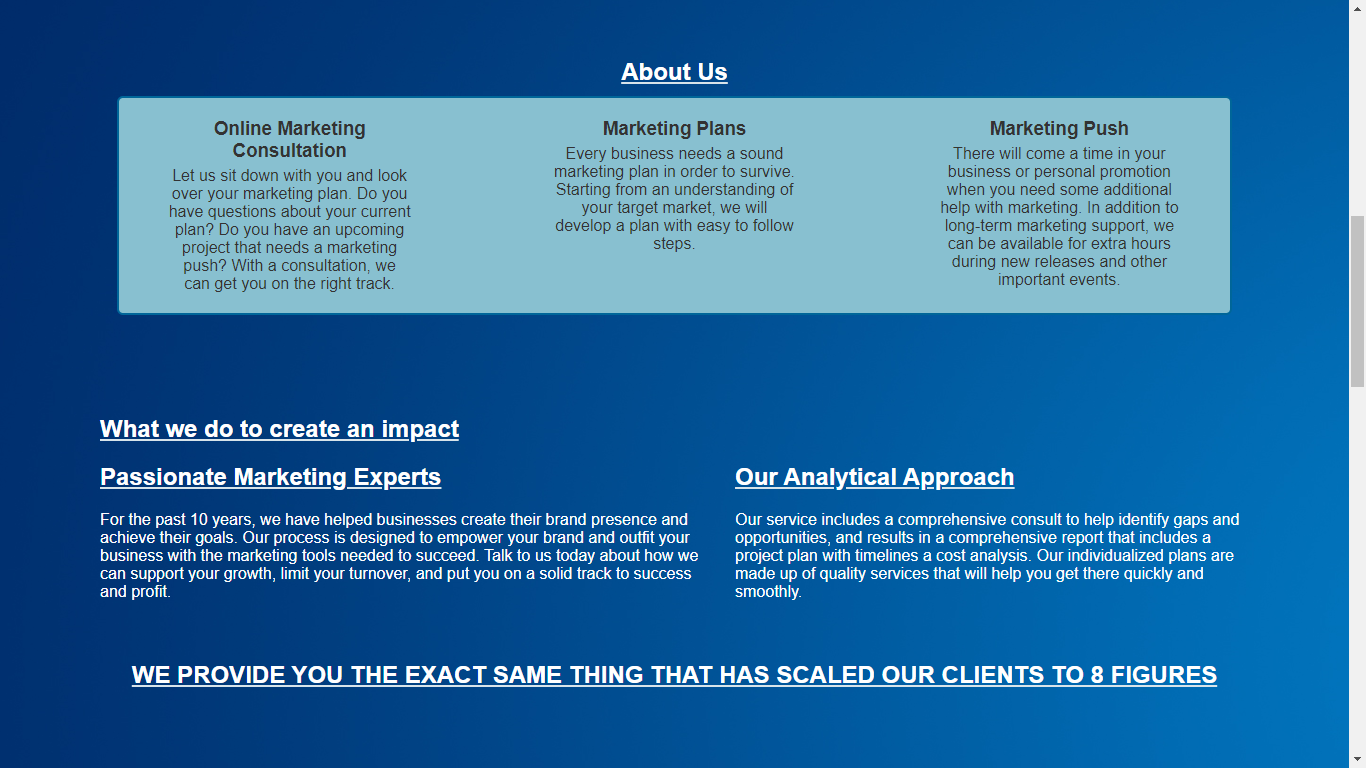 About Us
Online Marketing
Consultation
Let us sit down with you and look
over your marketing plan. Do you
have questions about your current
plan? Do you have an upcoming
project that needs a marketing
push? With a consultation, we
can get you on the right track.
Marketing Plans
Every business needs a sound
marketing plan in order to survive.
Starting from an understanding of
your target market, we will
develop a plan with easy to follow
steps.
Marketing Push
There will come a time in your
business or personal promotion
when you need some additional
help with marketing. In addition to
long-term marketing support, we
can be available for extra hours
during new releases and other
important events.
What we do to create an impact
Passionate Marketing Experts
For the past 10 years, we have helped businesses create their brand presence and
achieve their goals. Our process is designed to empower your brand and outfit your
business with the marketing tools needed to succeed. Talk to us today about how we
can support your growth, limit your turnover, and put you on a solid track to success
and profit.
Our Analytical Approach
Our service includes a comprehensive consult to help identify gaps and
opportunities, and results in a comprehensive report that includes a
project plan with timelines a cost analysis. Our individualized plans are
made up of quality services that will help you get there quickly and
smoothly.
WE PROVIDE YOU THE EXACT SAME THING THAT HAS SCALED OUR CLIENTS TO 8 FIGURES